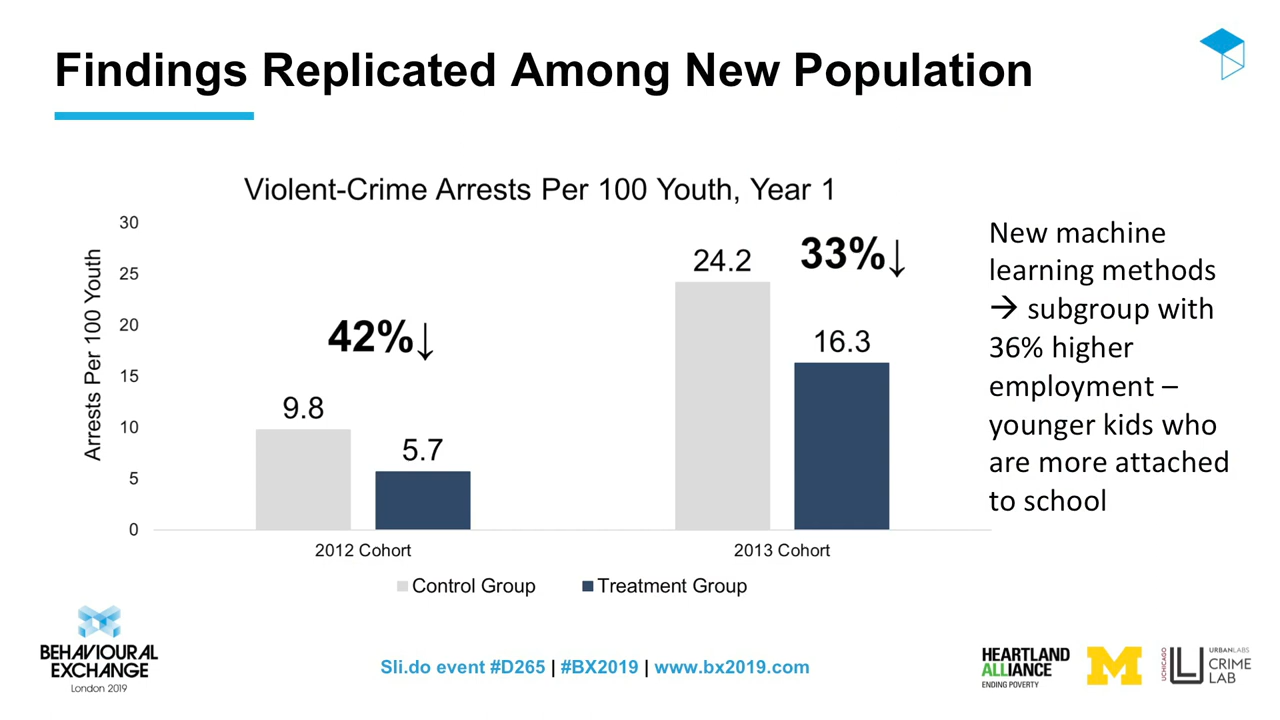 Findings Replicated Among New Population
Violent-Crime Arrests Per 100 Youth, Year 1
Arrests Per 100 Youth
30
25
20
15
10
5
0
42%↓
9.8
5.7
33%↓
24.2
16.3
2012 Cohort
2013 Cohort
Control Group
Treatment Group
New machine
learning methods
→ subgroup with
36% higher
employment –
younger kids who
are more attached
to school
BEHAVIOURAL
EXCHANGE
London 2019
Sli.do event #D265 | #BX2019 | www.bx2019.com
HEARTLAND
ALLIANCE
ENDING POVERTY
M
UCHICAGO
URBANLABS
CRIME
LAB